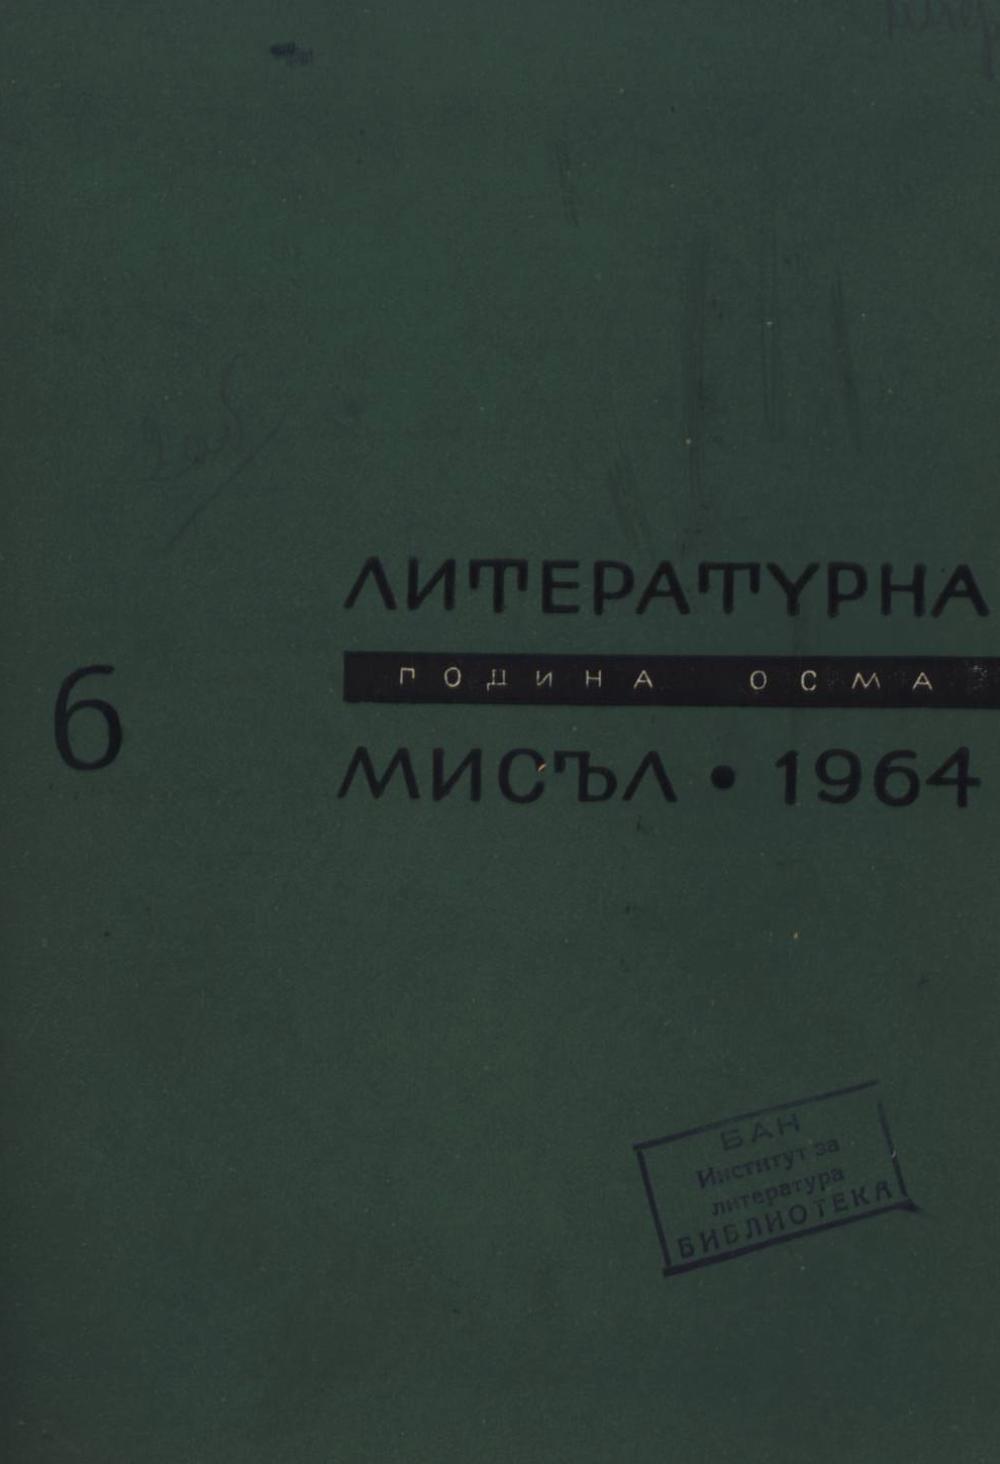 ЛИТЕРАТУРНА
ГОДИНА ОСМА
6
МИСЪЛ • 1964
БАН
Институт за
литература
БИБЛИОТЕКА